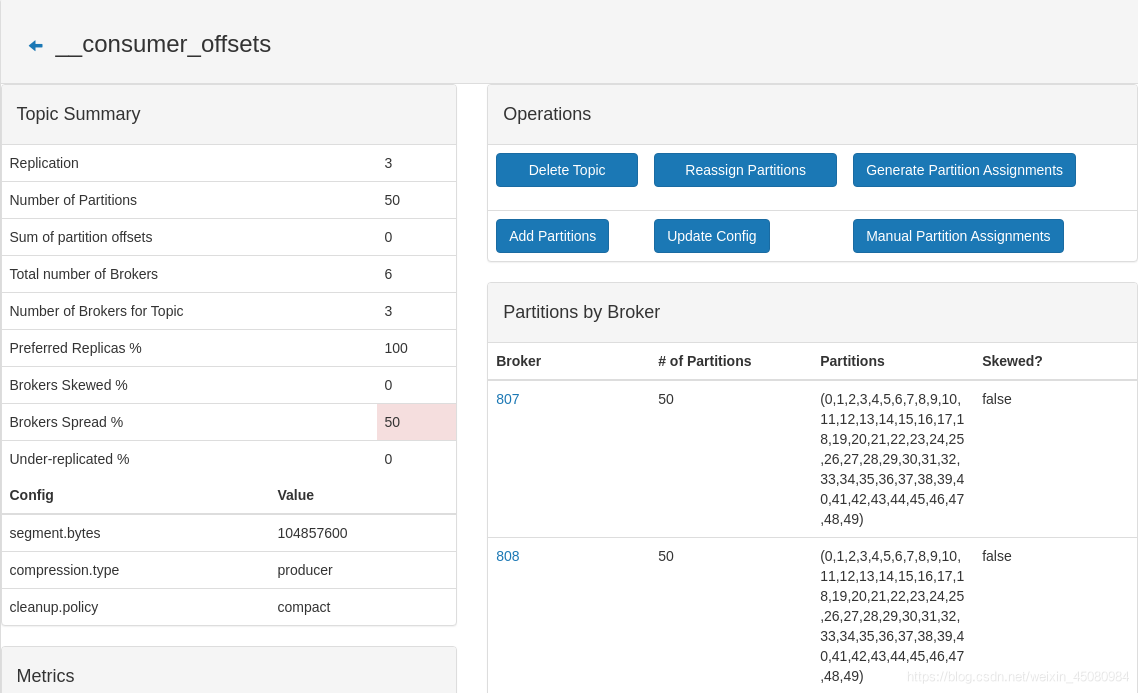 __consumer_offsets
Topic Summary
Replication 3
Number of Partitions 50
Sum of partition offsets 0
Total number of Brokers 6
Number of Brokers for Topic 3
Preferred Replicas % 100
Brokers Skewed % 0
Brokers Spread % 50
Under-replicated % 0
Config Value
segment.bytes 104857600
compression.type producer
cleanup.policy compact
Metrics
Operations
Delete Topic Reassign Partitions Generate Partition Assignments
Add Partitions Update Config Manual Partition Assignments
Partitions by Broker
Broker # of Partitions Partitions Skewed?
807 50 (0,1,2,3,4,5,6,7,8,9,10, false
11,12,13,14,15,16,17,1
8,19,20,21,22,23,24,25
,26,27,28,29,30,31,32,
33,34,35,36,37,38,39,4
0,41,42,43,44,45,46,47
,48,49)
808 50 (0,1,2,3,4,5,6,7,8,9,10, false
11,12,13,14,15,16,17,1
8,19,20,21,22,23,24,25
,26,27,28,29,30,31,32,
33,34,35,36,37,38,39,4
0,41,42,43,44,45,46,47
,48,49)
https://blog.csdn.net/weixin_45080984